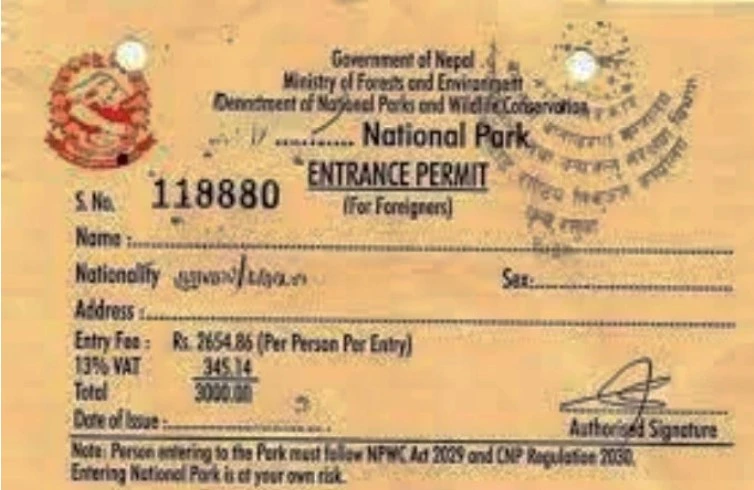 Government of Nepal
Ministry of Forests and Environment
Department of National Parks and Wildlife Conservation
........... National Park
ENTRANCE PERMIT
S. No. 118880 (For Foreigners)
Name :
Nationality Sex:
Address :
Entry Fee : Rs. 2654.86 (Per Person Per Entry)
13% VAT 345.14
Total 3000.00
Date of Issue :
Authorised Signature
Note: Person entering to the Park must follow NPWC Act 2029 and CNP Regulation 2030.
Entering National Park is at your own risk.